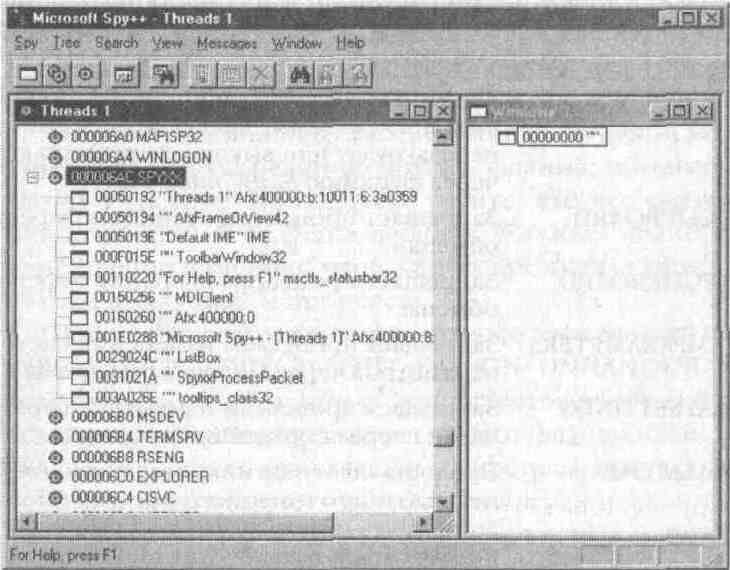 Microsoft Spy++ - Threads 1
Spy Tree Search View Messages Window Help
Threads 1
000006A0 MAPISP32
000006A4 WINLOGON
000006AC SPYXX
00050192 "Threads 1" Afx:400000:b:10011:6:3a0359
00050194 "" AfxFrameOrView42
0005019E "Default IME" IME
000F015E "" ToolbarWindow32
00110220 "For Help, press F1" msctls_statusbar32
00150256 "" MDIClient
00160260 "" Afx:400000:0
001E0288 "Microsoft Spy++ - [Threads 1]" Afx:400000:8:
0029024C "" ListBox
0031021A "" SpyxxProcessPacket
003A026E "" tooltips_class32
000006B0 MSDEV
000006B4 TERMSRV
000006B8 RSENG
000006C0 EXPLORER
000006C4 CISVC
00000000 ""
For Help, press F1